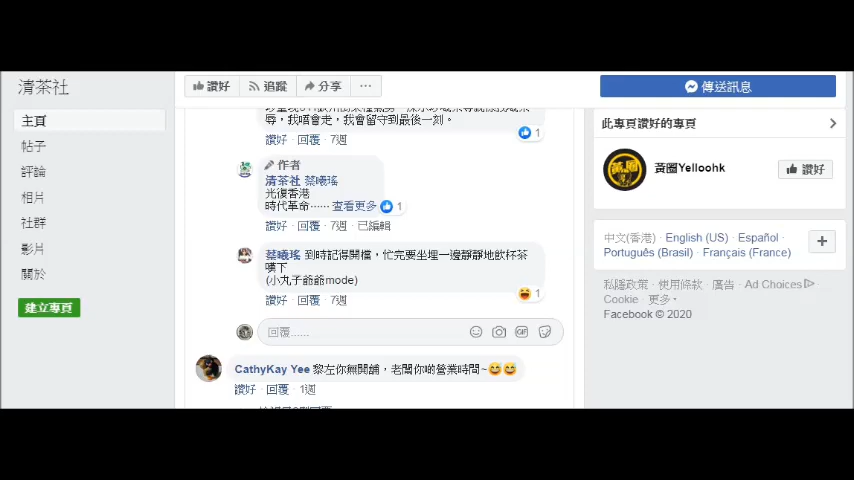 清茶社
讚好
追蹤
分享
...
傳送訊息
主頁
帖子
評論
相片
社群
影片
關於
建立專頁
辱，我唔會走，我會留守到最後一刻。
讚好 · 回覆 · 7週
1
作者
清茶社 蔡曦瑤
光復香港
時代革命…… 查看更多
1
讚好 · 回覆 · 7週 · 已編輯
蔡曦瑤 到時記得開檔，忙完要坐埋一邊靜靜地飲杯茶
嘆下
(小丸子爺爺mode)
1
讚好 · 回覆 · 7週
回覆......
GIF
CathyKay Yee 黎左你無開舖，老闆你啲營業時間~😅😅
讚好 · 回覆 · 1週
此專頁讚好的專頁
黃圈
黃圈Yelloohk
讚好
中文(香港) · English (US) · Español ·
Português (Brasil) · Français (France)
私隱政策 · 使用條款 · 廣告 · Ad Choices ·
Cookie · 更多
Facebook © 2020